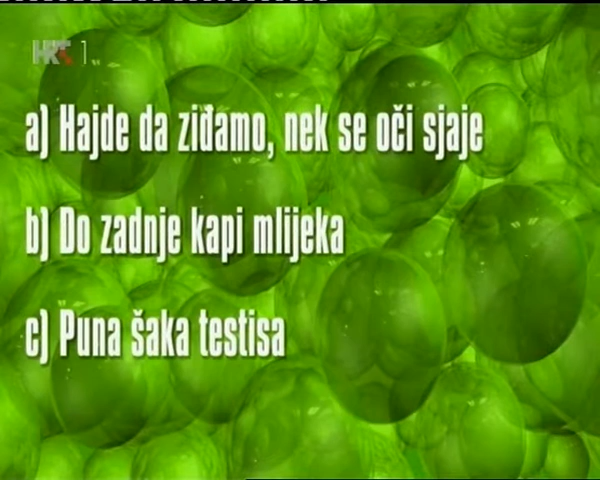 HRT 1
a) Hajde da ziđamo, nek se oči sjaje
b) Do zadnje kapi mlijeka
c) Puna šaka testisa